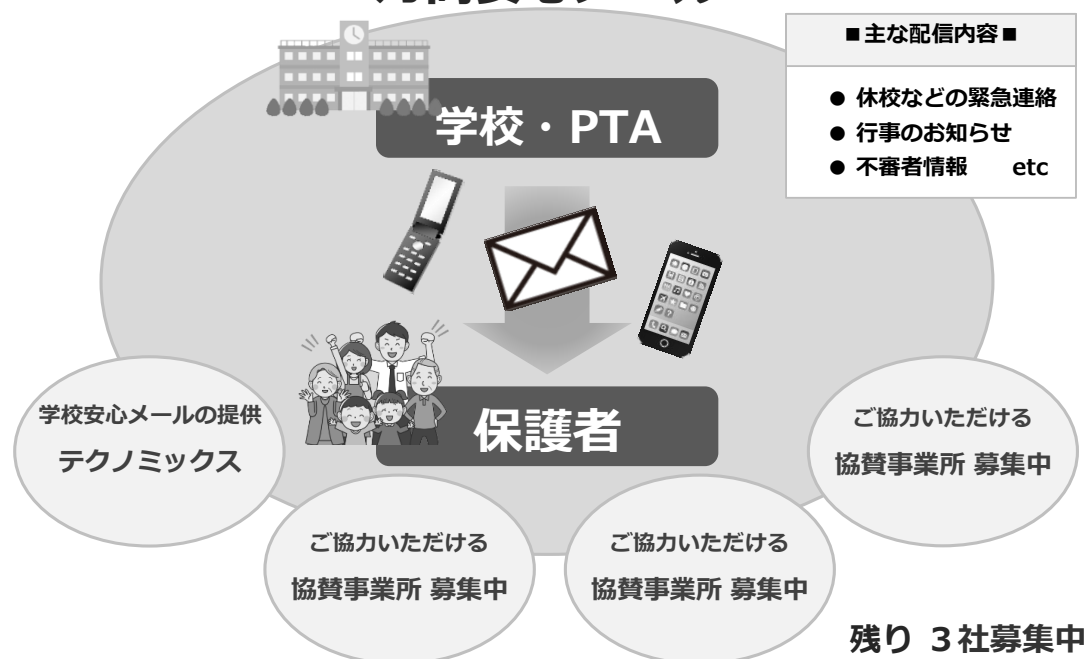 ■主な配信内容■
● 休校などの緊急連絡
● 行事のお知らせ
● 不審者情報 etc
学校・PTA
保護者
学校安心メールの提供
テクノミックス
ご協力いただける
協賛事業所 募集中
ご協力いただける
協賛事業所 募集中
ご協力いただける
協賛事業所 募集中
残り 3社募集中